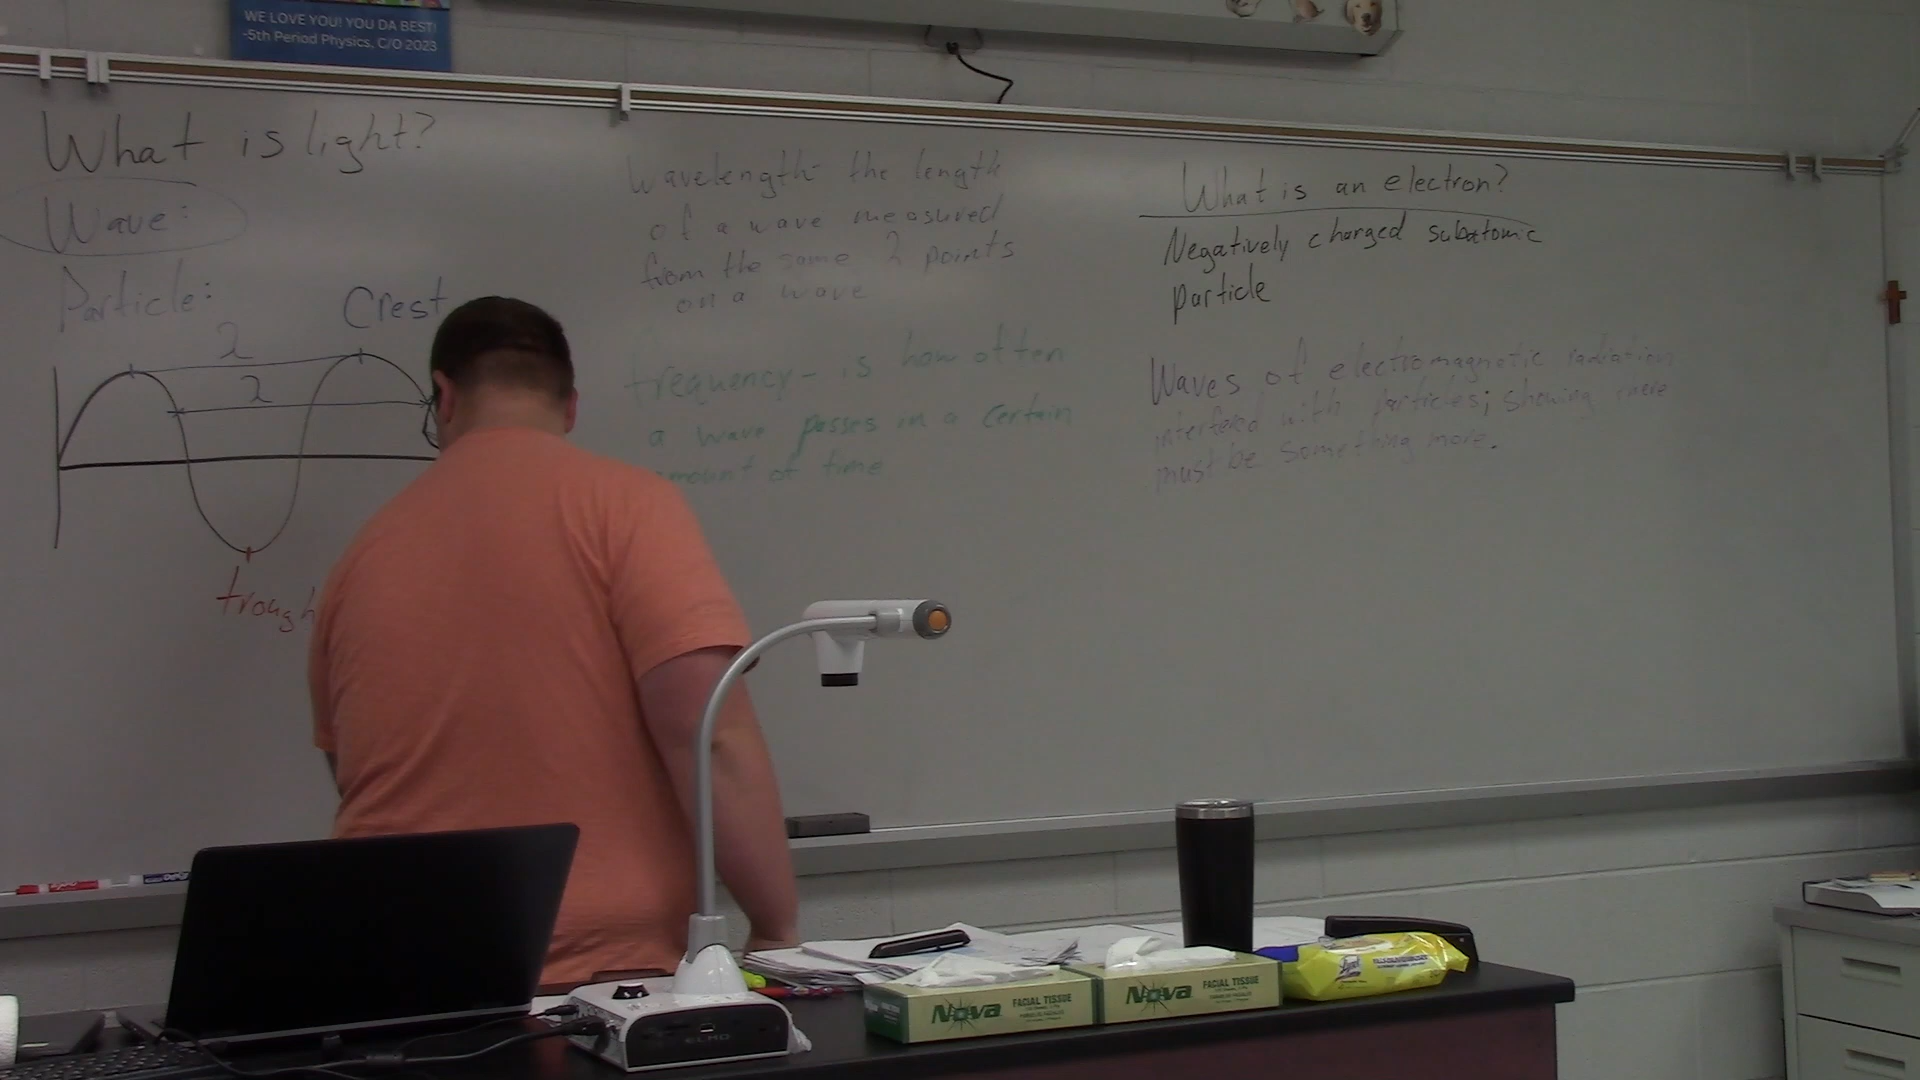 WE LOVE YOU! YOU DA BEST!
-5th Period Physics, C/O 2023
What is light?
Wave:
Particle:
Crest
λ
λ
trough
Wavelength- the length
of a wave measured
from the same 2 points
on a wave
frequency- is how often
a wave passes in a certain
amount of time
What is an electron?
Negatively charged subatomic
particle
Waves of electromagnetic radiation
interfered with particles; showing there
must be something more.
ELMO
Nova FACIAL TISSUE
Nova FACIAL TISSUE
Lysol